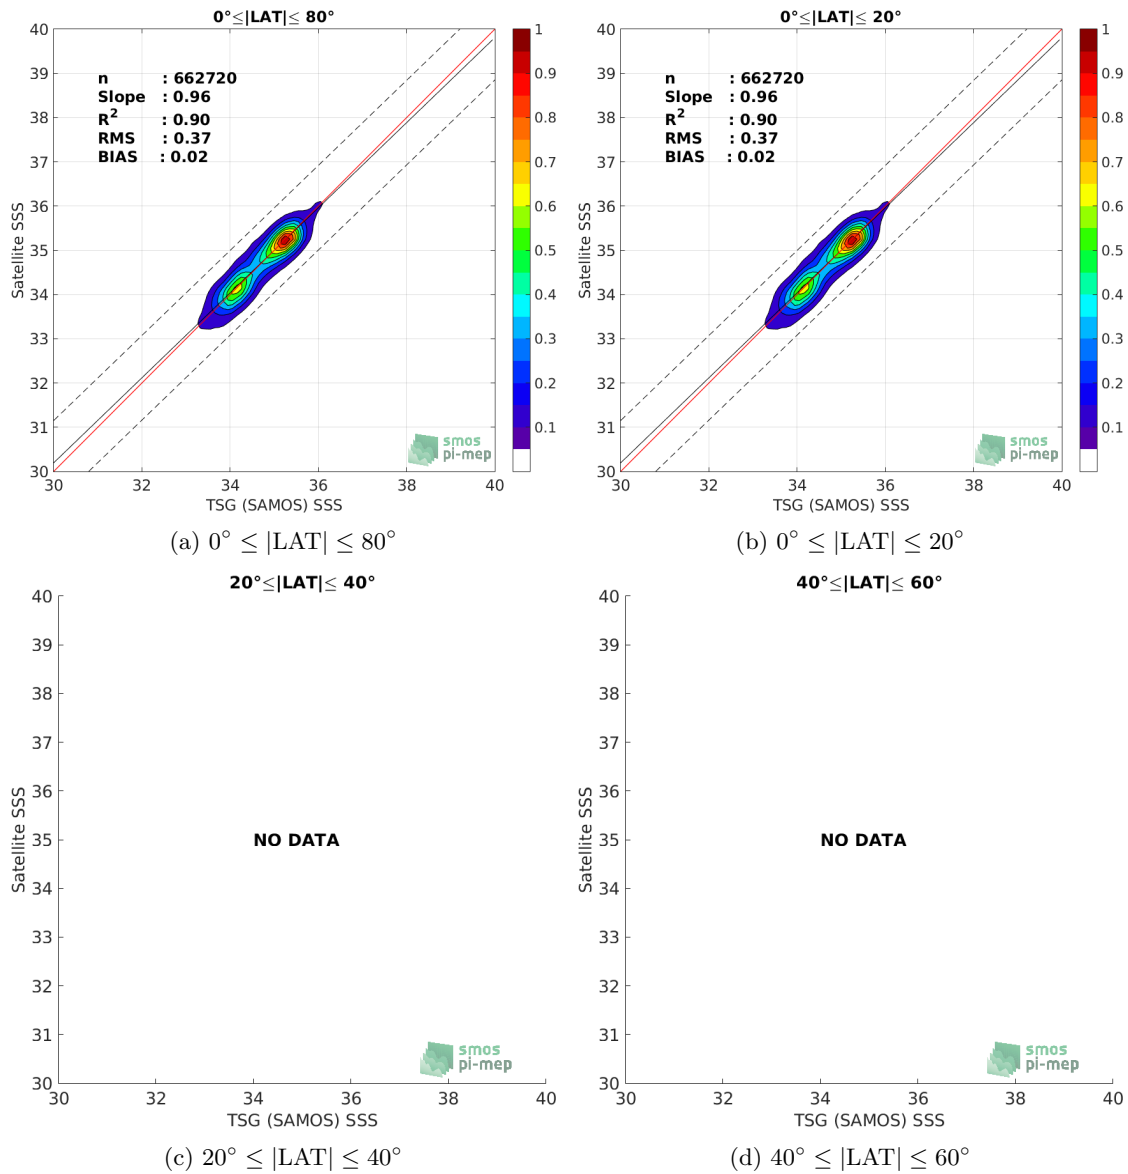 0°≤|LAT|≤ 80°
40
39
38
37
36
35
34
33
32
31
30
Satellite SSS
n : 662720
Slope : 0.96
R2 : 0.90
RMS : 0.37
BIAS : 0.02
smos
pi-mep
30 32 34 36 38 40
TSG (SAMOS) SSS
1
0.9
0.8
0.7
0.6
0.5
0.4
0.3
0.2
0.1
(a) 0° ≤ |LAT| ≤ 80°
0°≤|LAT|≤ 20°
40
39
38
37
36
35
34
33
32
31
30
Satellite SSS
n : 662720
Slope : 0.96
R2 : 0.90
RMS : 0.37
BIAS : 0.02
smos
pi-mep
30 32 34 36 38 40
TSG (SAMOS) SSS
1
0.9
0.8
0.7
0.6
0.5
0.4
0.3
0.2
0.1
(b) 0° ≤ |LAT| ≤ 20°
20°≤|LAT|≤ 40°
40
39
38
37
36
35
34
33
32
31
30
Satellite SSS
NO DATA
smos
pi-mep
30 32 34 36 38 40
TSG (SAMOS) SSS
(c) 20° ≤ |LAT| ≤ 40°
40°≤|LAT|≤ 60°
40
39
38
37
36
35
34
33
32
31
30
Satellite SSS
NO DATA
smos
pi-mep
30 32 34 36 38 40
TSG (SAMOS) SSS
(d) 40° ≤ |LAT| ≤ 60°